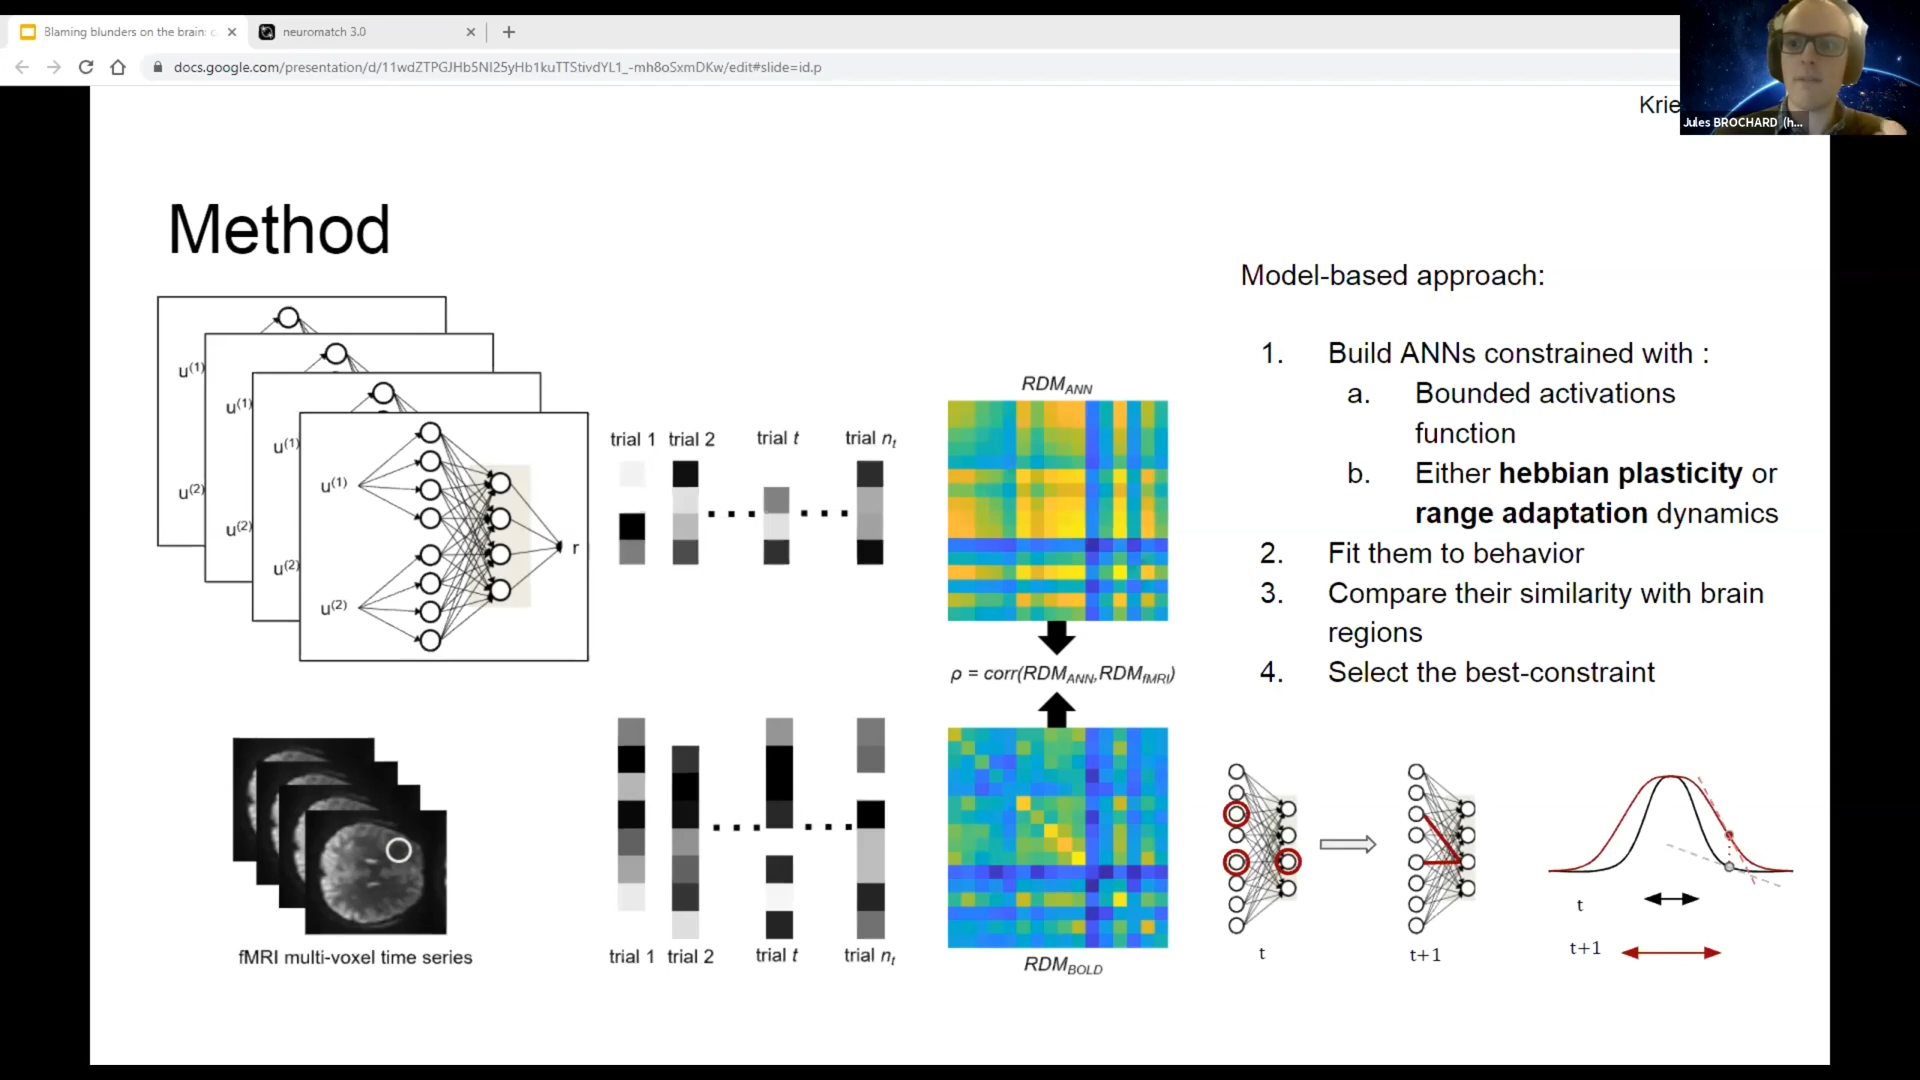 Blaming blunders on the brain: c
neuromatch 3.0
docs.google.com/presentation/d/11wdZTPGJHb5NI25yHb1kuTTStivdYL1_-mh8oSxmDKw/edit#slide=id.p
Krie
Jules BROCHARD (h...
Method
Model-based approach:
1. Build ANNs constrained with :
a. Bounded activations
function
b. Either hebbian plasticity or
range adaptation dynamics
2. Fit them to behavior
3. Compare their similarity with brain
regions
4. Select the best-constraint
u(1)
u(2)
u(1)
u(2)
u(1)
u(2)
u(1)
u(2)
r
trial 1 trial 2 trial t trial nt
RDMANN
ρ = corr(RDMANN,RDMfMRI)
fMRI multi-voxel time series
trial 1 trial 2 trial t trial nt
RDMBOLD
t
t+1
t
t+1